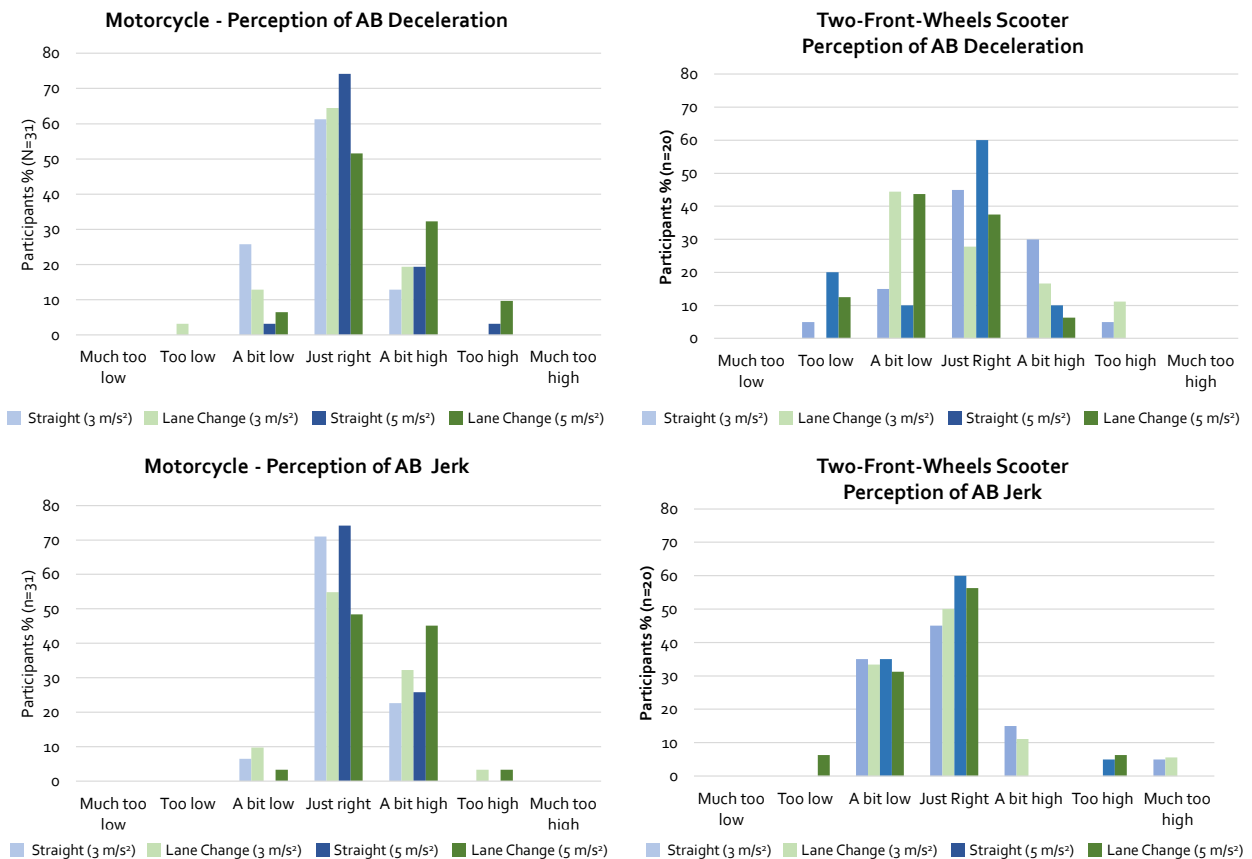 Motorcycle - Perception of AB Deceleration
Participants % (N=31)
80
70
60
50
40
30
20
10
0
Much too low
Too low
A bit low
Just right
A bit high
Too high
Much too high
Straight (3 m/s²) Lane Change (3 m/s²) Straight (5 m/s²) Lane Change (5 m/s²)
Two-Front-Wheels Scooter
Perception of AB Deceleration
Participants % (n=20)
80
70
60
50
40
30
20
10
0
Much too low
Too low
A bit low
Just Right
A bit high
Too high
Much too high
Straight (3 m/s²) Lane Change (3 m/s²) Straight (5 m/s²) Lane Change (5 m/s²)
Motorcycle - Perception of AB Jerk
Participants % (n=31)
80
70
60
50
40
30
20
10
0
Much too low
Too low
A bit low
Just right
A bit high
Too high
Much too high
Straight (3 m/s²) Lane Change (3 m/s²) Straight (5 m/s²) Lane Change (5 m/s²)
Two-Front-Wheels Scooter
Perception of AB Jerk
Participants % (n=20)
80
70
60
50
40
30
20
10
0
Much too low
Too low
A bit low
Just Right
A bit high
Too high
Much too high
Straight (3 m/s²) Lane Change (3 m/s²) Straight (5 m/s²) Lane Change (5 m/s²)